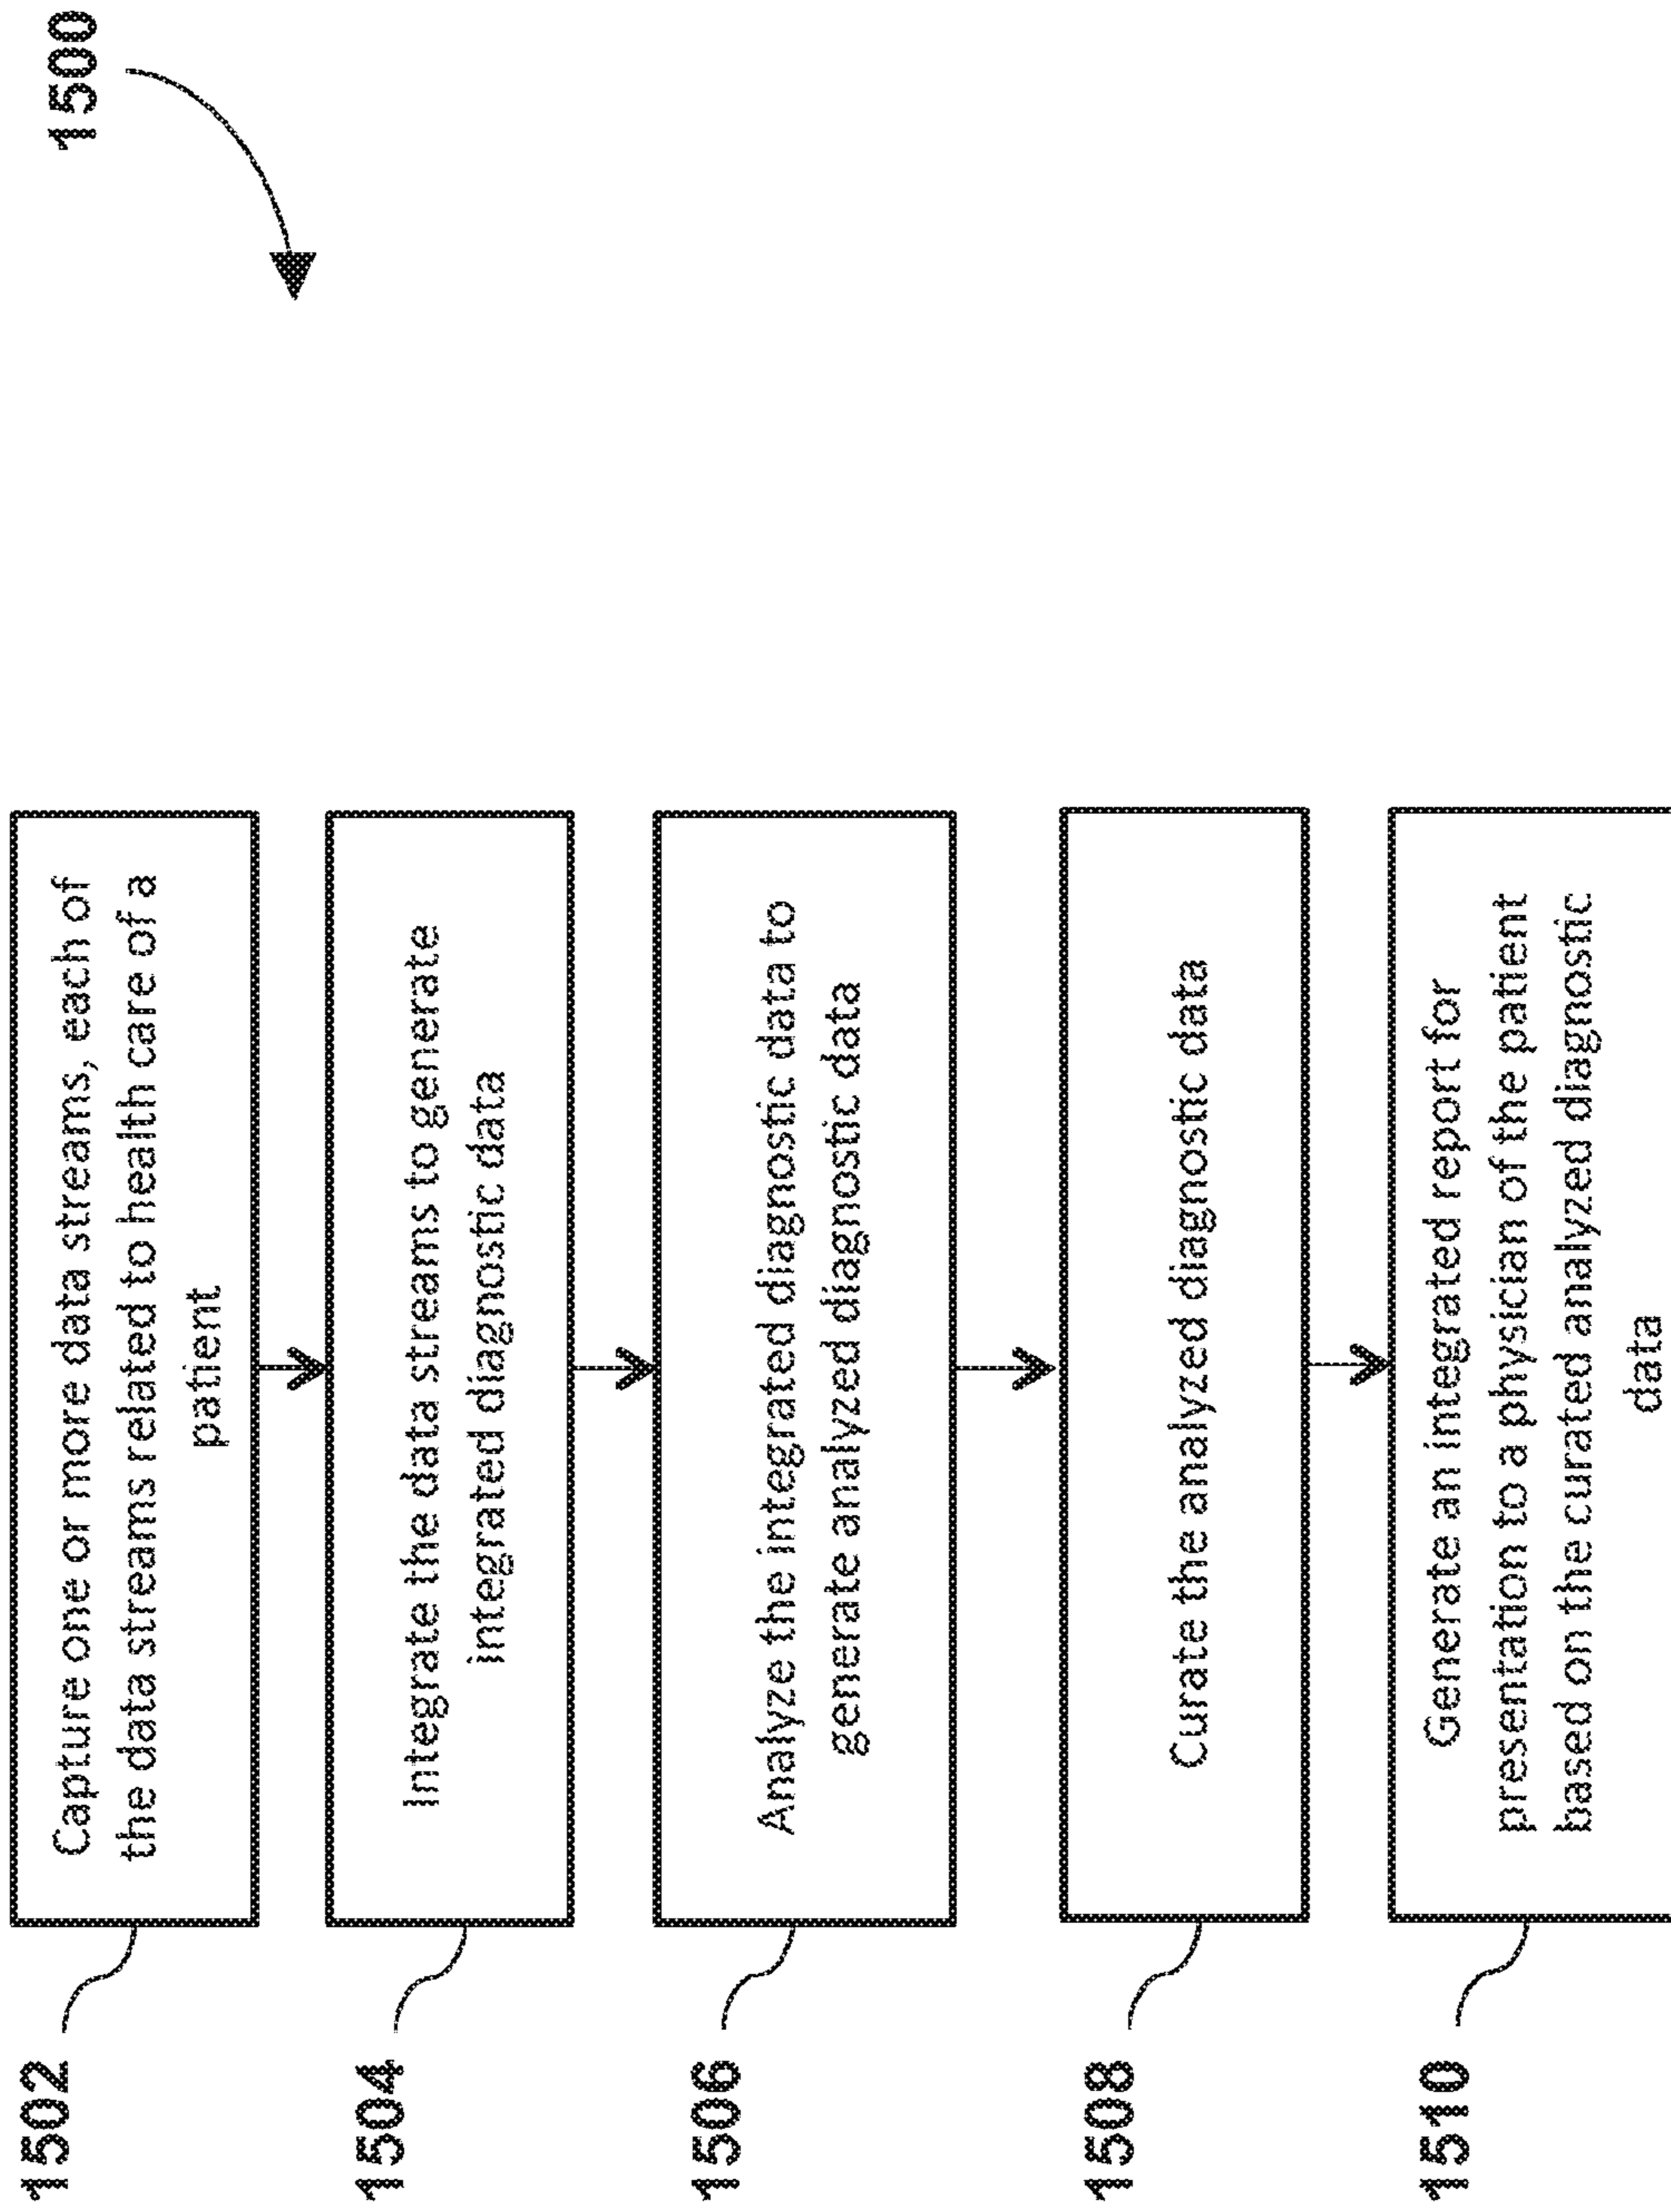 1500
1502
Capture one or more data streams, each of
the data streams related to health care of a
patient
1504
Integrate the data streams to generate
integrated diagnostic data
1506
Analyze the integrated diagnostic data to
generate analyzed diagnostic data
1508
Curate the analyzed diagnostic data
1510
Generate an integrated report for
presentation to a physician of the patient
based on the curated analyzed diagnostic
data